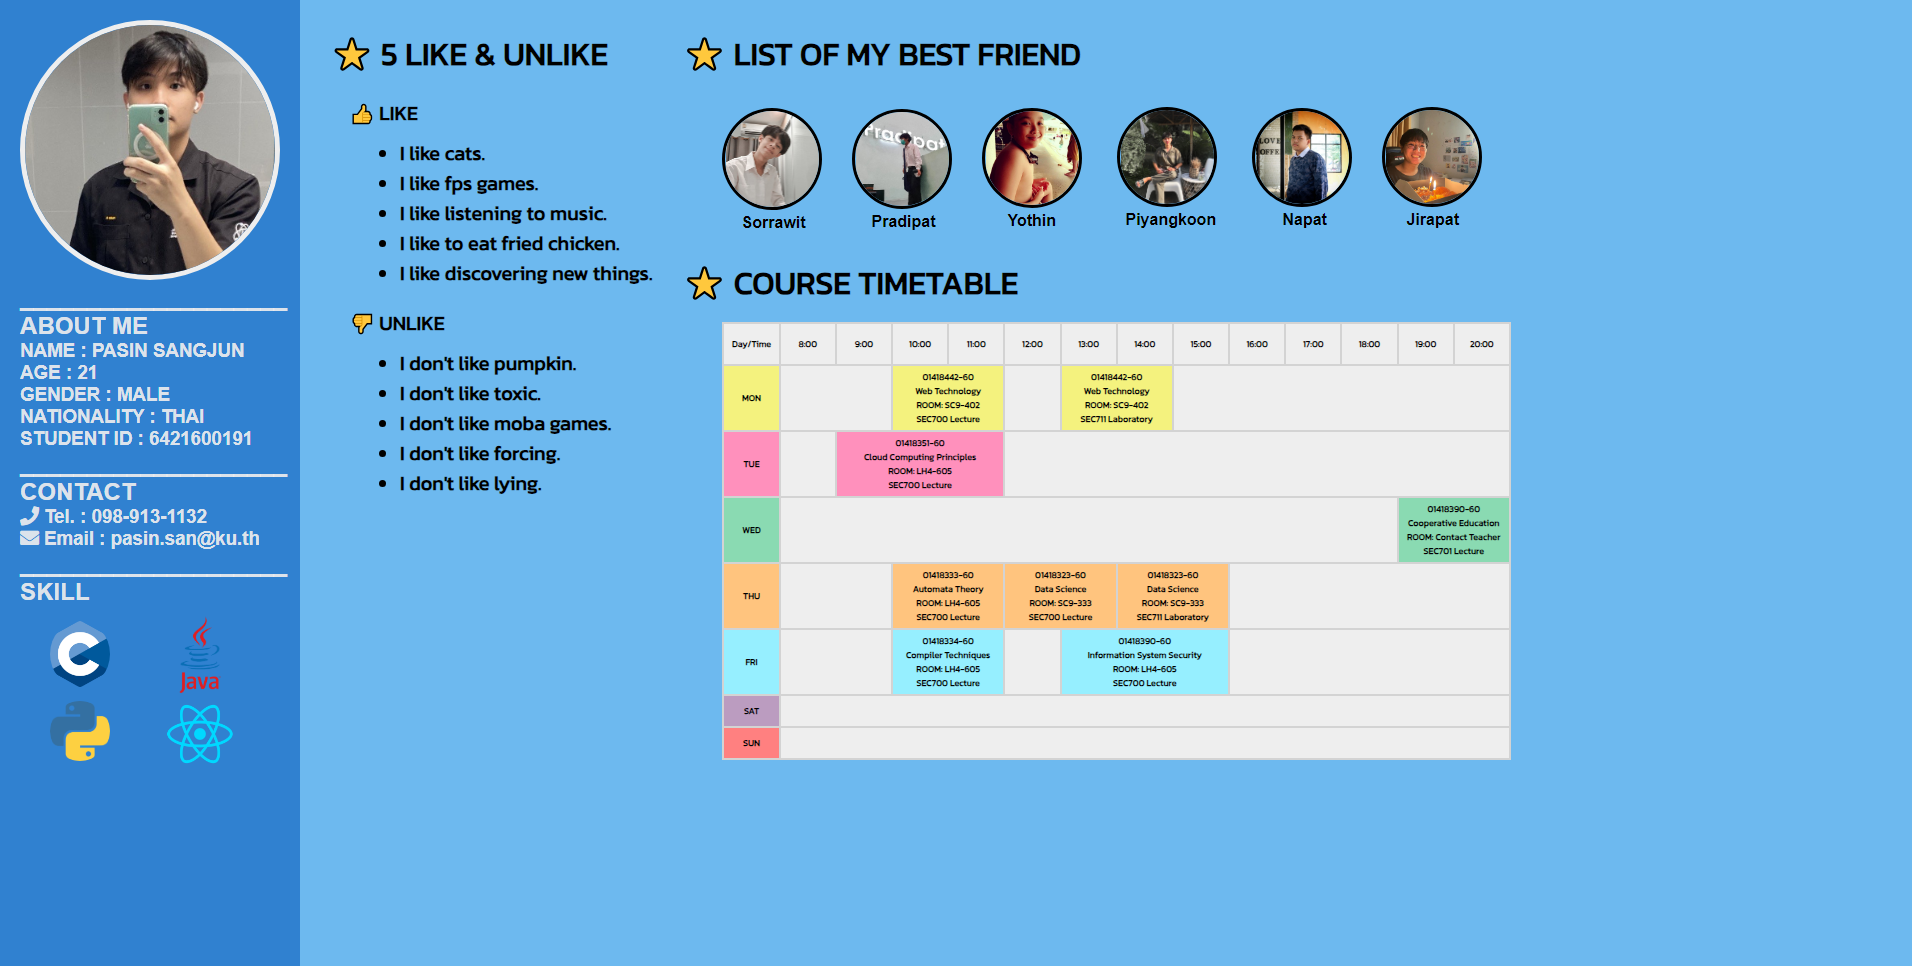 ABOUT ME
NAME : PASIN SANGJUN
AGE : 21
GENDER : MALE
NATIONALITY : THAI
STUDENT ID : 6421600191
CONTACT
Tel. : 098-913-1132
Email : pasin.san@ku.th
SKILL
C
Java
5 LIKE & UNLIKE
LIKE
I like cats.
I like fps games.
I like listening to music.
I like to eat fried chicken.
I like discovering new things.
UNLIKE
I don't like pumpkin.
I don't like toxic.
I don't like moba games.
I don't like forcing.
I don't like lying.
LIST OF MY BEST FRIEND
Pradipat
LOVE
OFFE
Sorrawit
Pradipat
Yothin
Piyangkoon
Napat
Jirapat
COURSE TIMETABLE
Day/Time 8:00 9:00 10:00 11:00 12:00 13:00 14:00 15:00 16:00 17:00 18:00 19:00 20:00
MON
01418442-60
Web Technology
ROOM: SC9-402
SEC700 Lecture
01418442-60
Web Technology
ROOM: SC9-402
SEC711 Laboratory
TUE
01418351-60
Cloud Computing Principles
ROOM: LH4-605
SEC700 Lecture
WED
01418390-60
Cooperative Education
ROOM: Contact Teacher
SEC701 Lecture
THU
01418333-60
Automata Theory
ROOM: LH4-605
SEC700 Lecture
01418323-60
Data Science
ROOM: SC9-333
SEC700 Lecture
01418323-60
Data Science
ROOM: SC9-333
SEC711 Laboratory
FRI
01418334-60
Compiler Techniques
ROOM: LH4-605
SEC700 Lecture
01418390-60
Information System Security
ROOM: LH4-605
SEC700 Lecture
SAT
SUN